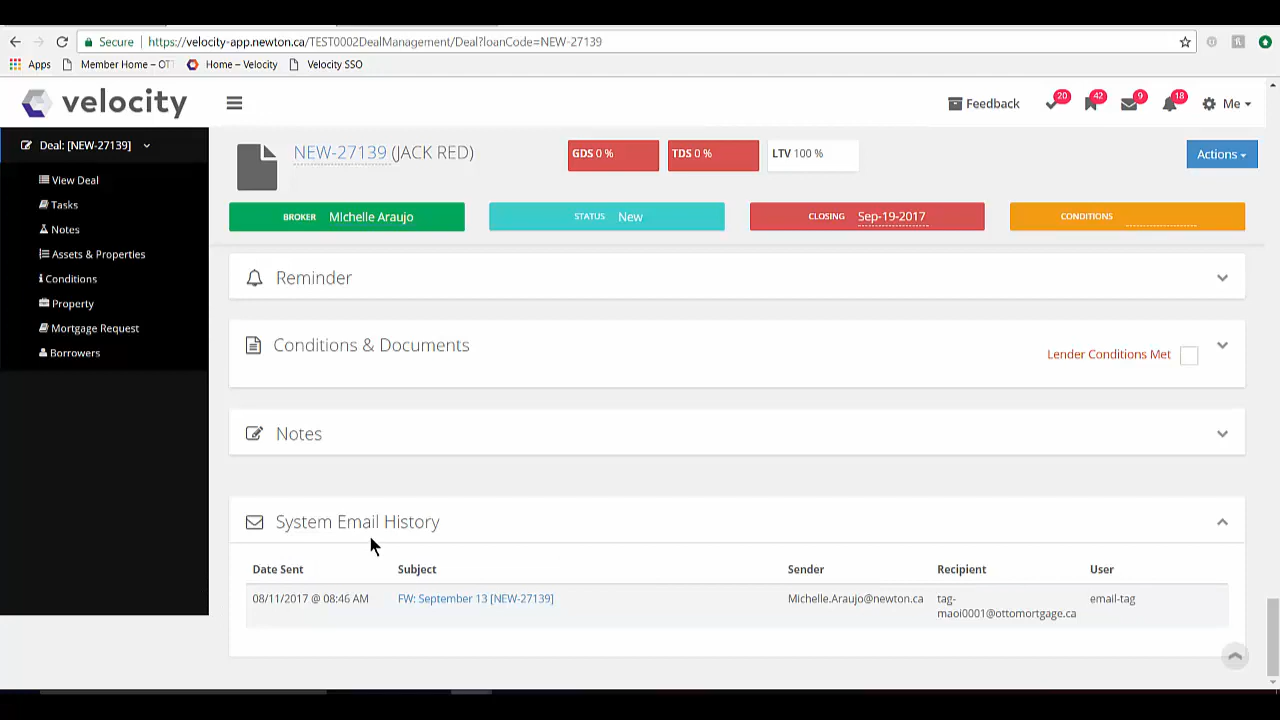 Secure
https://velocity-app.newton.ca/TEST0002DealManagement/Deal?loanCode=NEW-27139
Apps Member Home – OT Home – Velocity Velocity SSO
velocity
Feedback 20 42 9 18 Me
Deal: [NEW-27139]
View Deal
Tasks
Notes
Assets & Properties
Conditions
Property
Mortgage Request
Borrowers
NEW-27139 (JACK RED)
GDS 0 % TDS 0 % LTV 100 %
Actions
BROKER Michelle Araujo STATUS New CLOSING Sep-19-2017 CONDITIONS
Reminder
Conditions & Documents
Lender Conditions Met
Notes
System Email History
Date Sent Subject Sender Recipient User
08/11/2017 @ 08:46 AM FW: September 13 [NEW-27139] Michelle.Araujo@newton.ca tag- email-tag
maoi0001@ottomortgage.ca